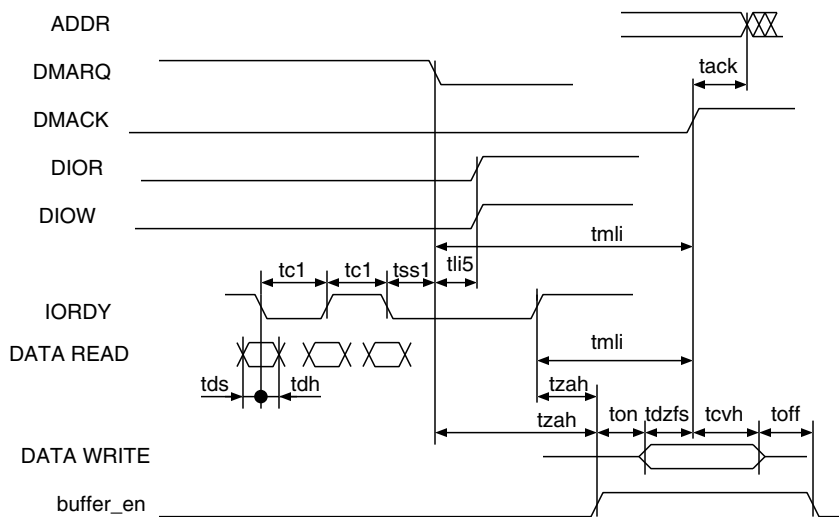 ADDR
DMARQ
tack
DMACK
DIOR
DIOW
tmli
tc1 tc1 tss1 tli5
IORDY
DATA READ
tmli
tds tdh
tzah
tzah ton tdzfs tcvh toff
DATA WRITE
buffer_en